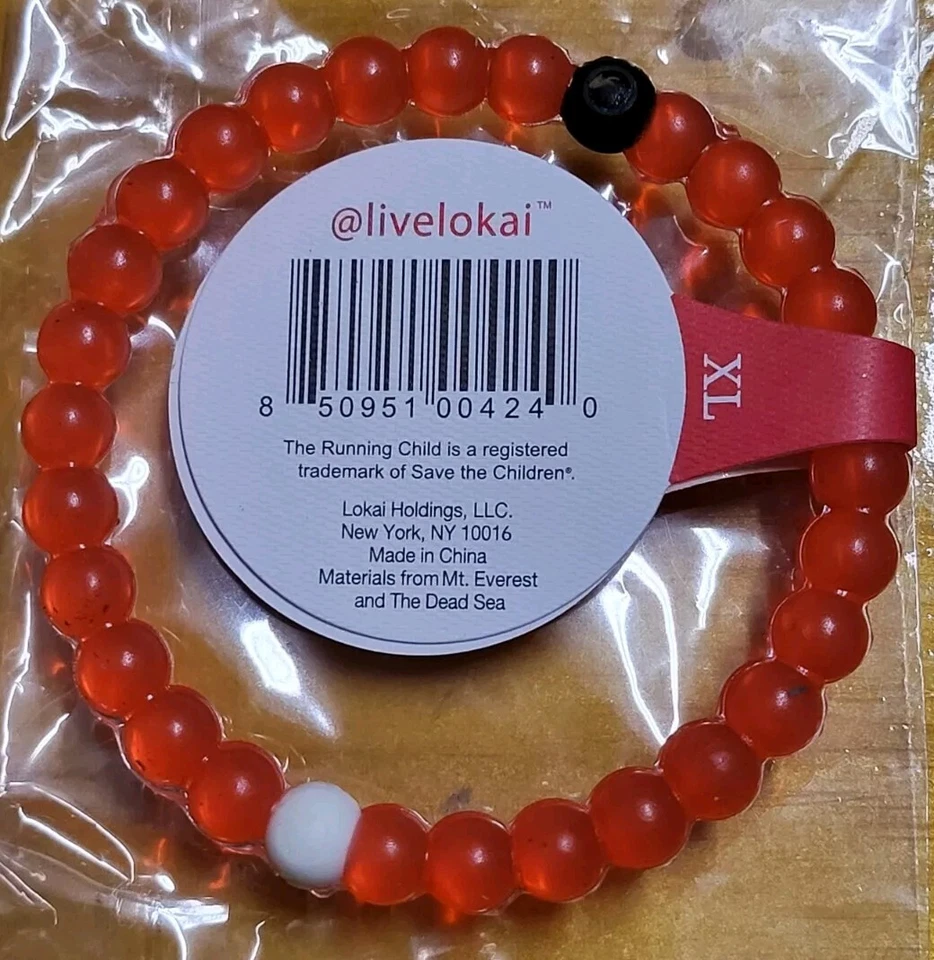 @livelokai™
8 50951 00424 0
XL
The Running Child is a registered
trademark of Save the Children®.
Lokai Holdings, LLC.
New York, NY 10016
Made in China
Materials from Mt. Everest
and The Dead Sea